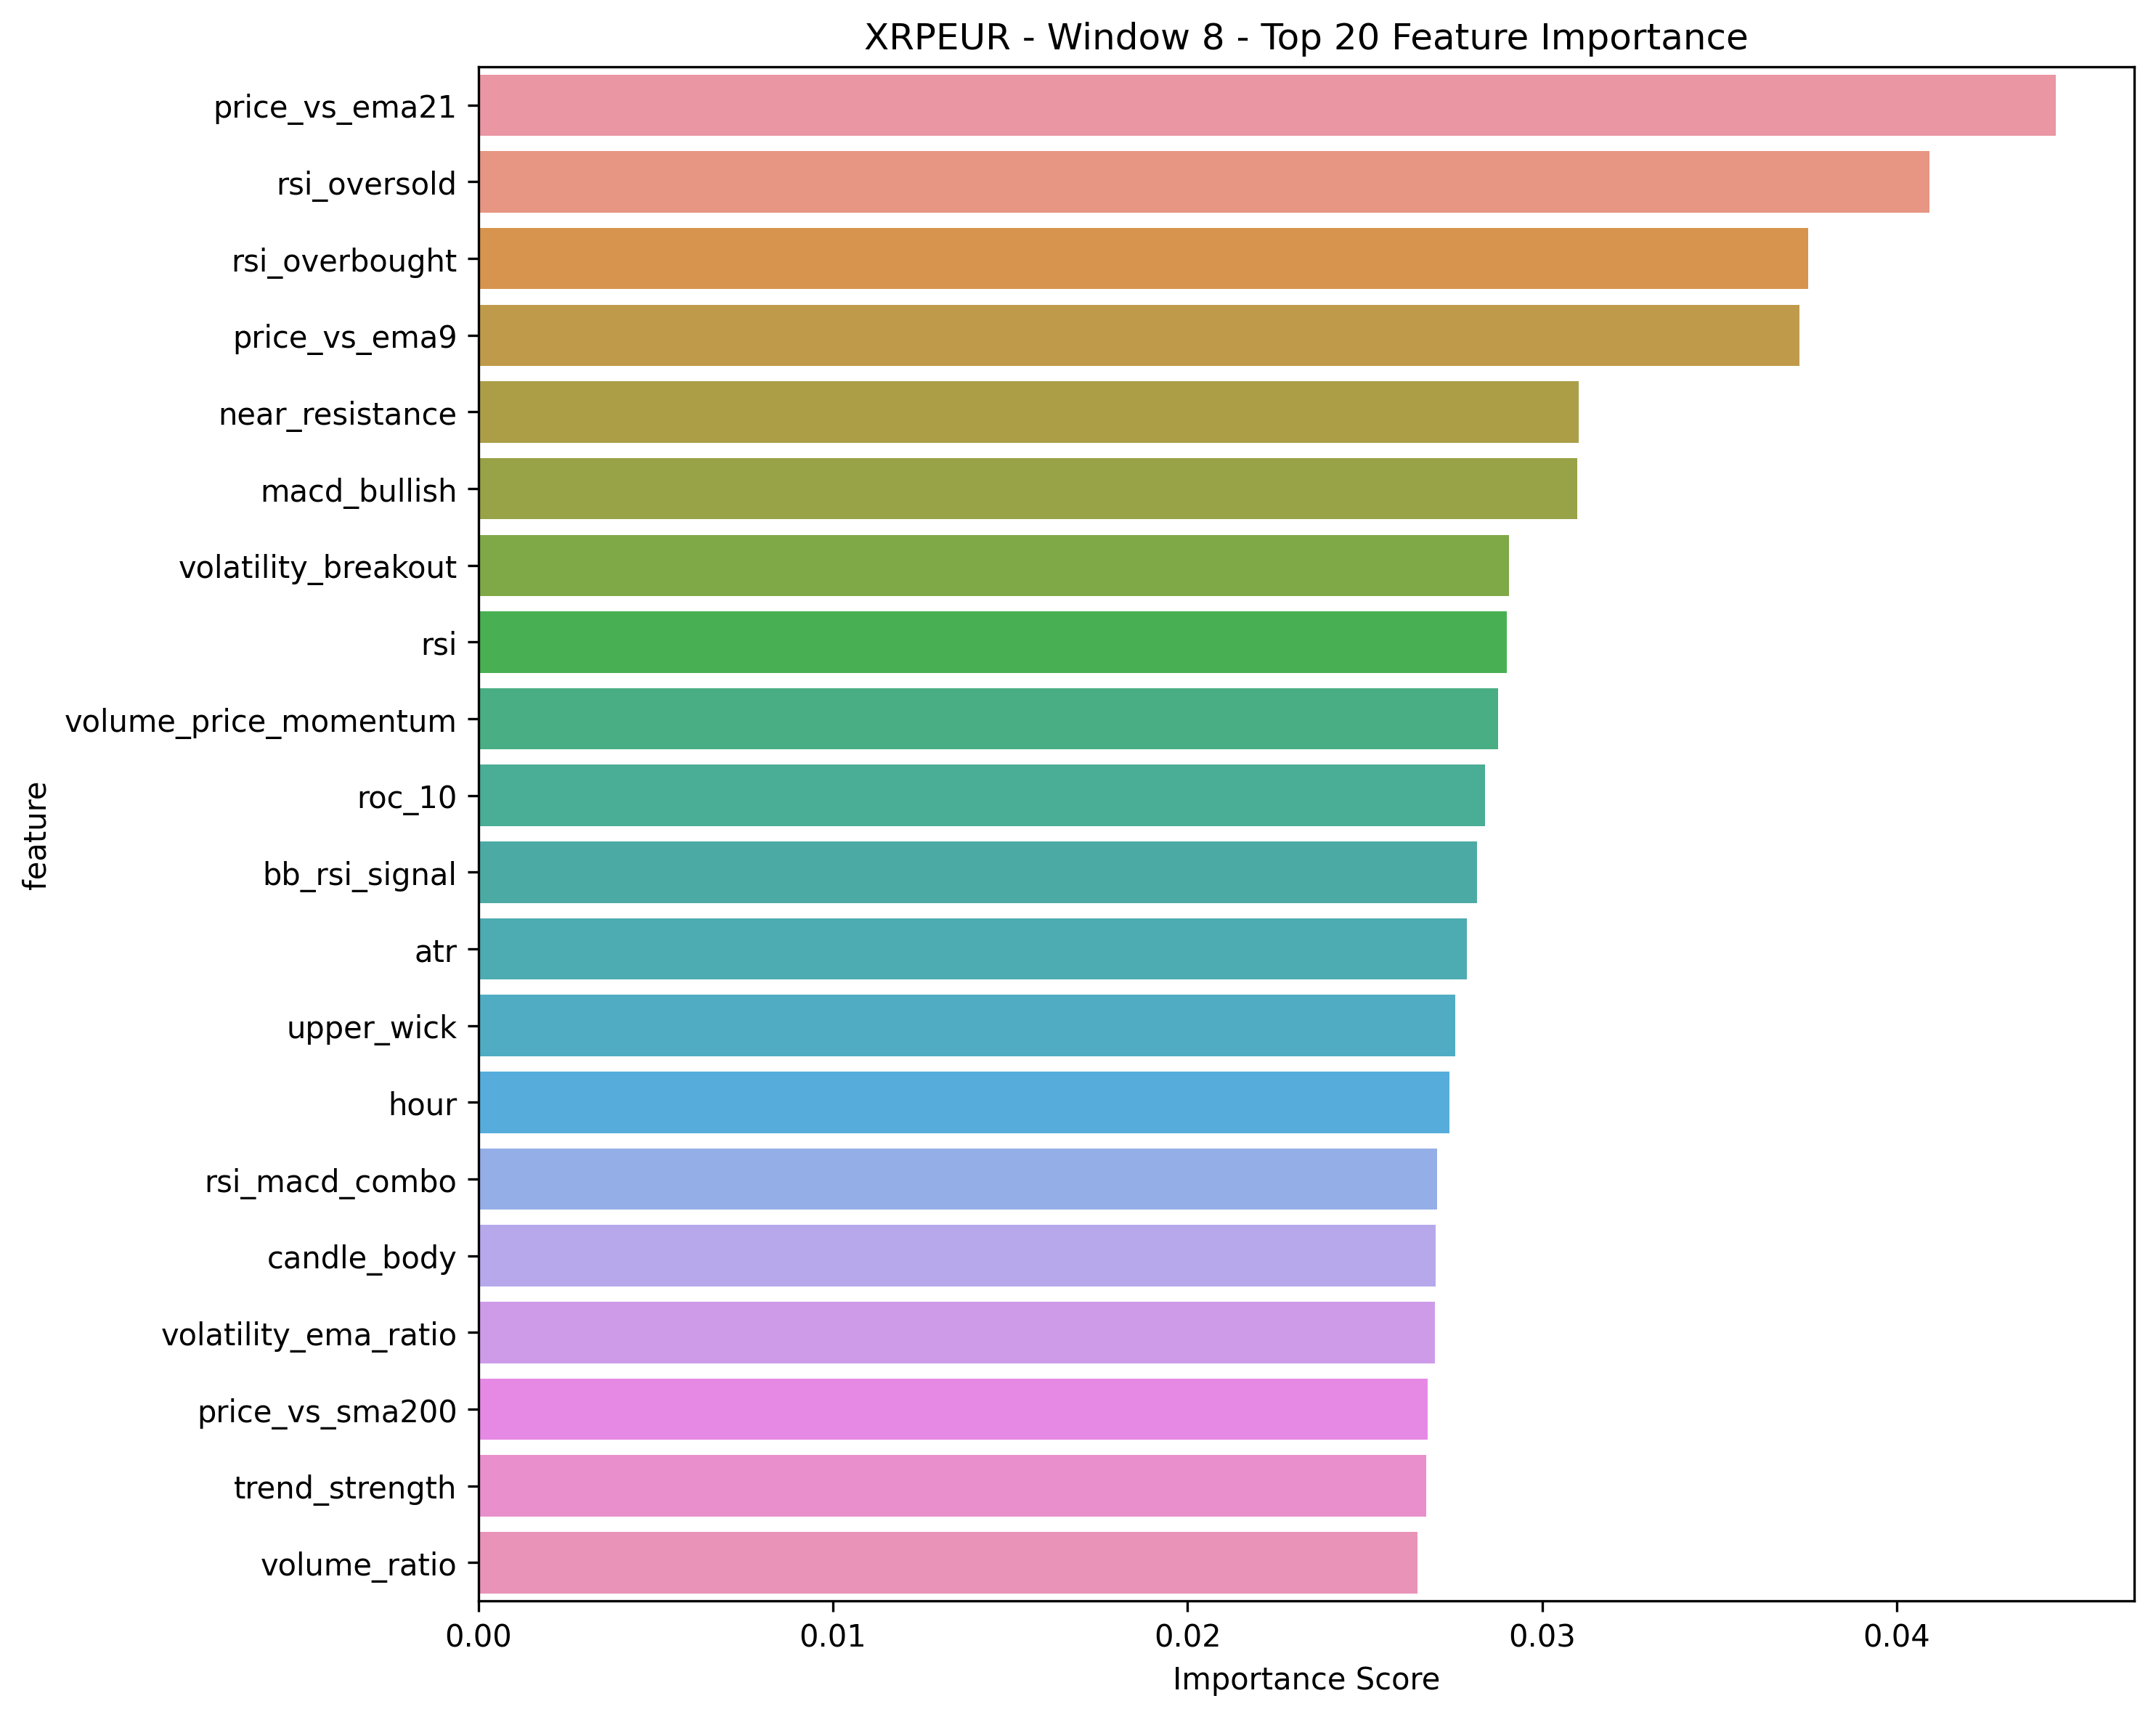 XRPEUR - Window 8 - Top 20 Feature Importance
price_vs_ema21
rsi_oversold
rsi_overbought
price_vs_ema9
near_resistance
macd_bullish
volatility_breakout
rsi
volume_price_momentum
roc_10
bb_rsi_signal
atr
upper_wick
hour
rsi_macd_combo
candle_body
volatility_ema_ratio
price_vs_sma200
trend_strength
volume_ratio
feature
0.00 0.01 0.02 0.03 0.04
Importance Score